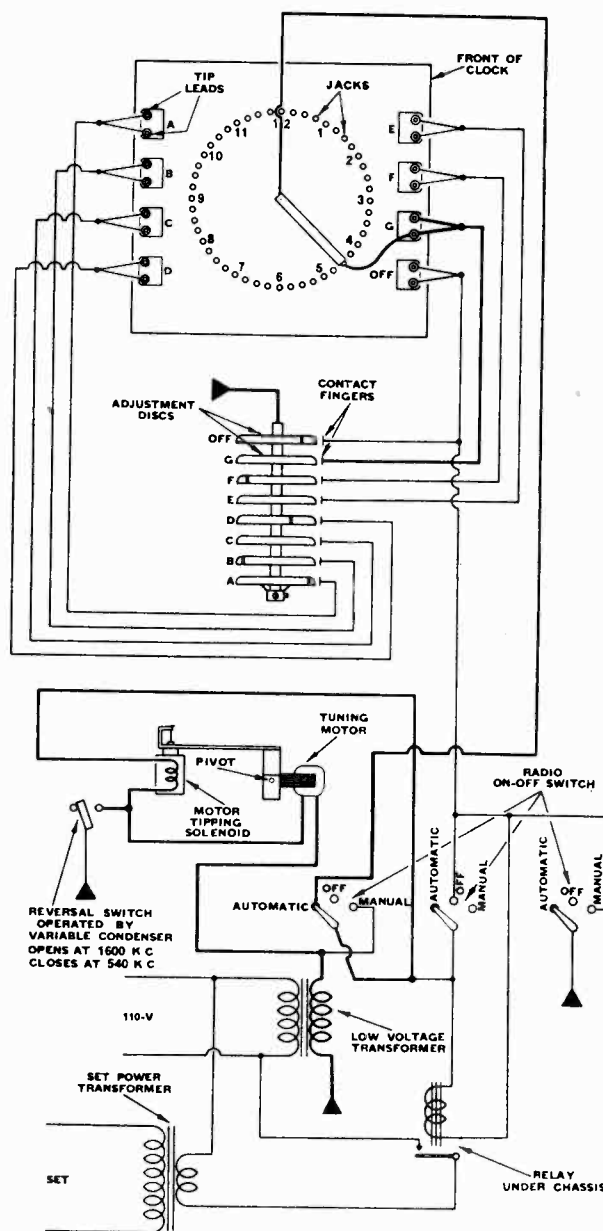 FRONT OF
CLOCK
TIP
LEADS
JACKS
A
B
C
D
E
F
G
OFF
12
1
2
3
4
5
6
7
8
9
10
11
ADJUSTMENT
DISCS
CONTACT
FINGERS
OFF
G
F
E
D
C
B
A
TUNING
MOTOR
PIVOT
MOTOR
TIPPING
SOLENOID
RADIO
ON-OFF SWITCH
REVERSAL SWITCH
OPERATED BY
VARIABLE CONDENSER
OPENS AT 1600 KC
CLOSES AT 540 KC
AUTOMATIC
OFF
MANUAL
AUTOMATIC
OFF
MANUAL
AUTOMATIC
OFF
MANUAL
110-V
LOW VOLTAGE
TRANSFORMER
SET POWER
TRANSFORMER
SET
RELAY
UNDER CHASSIS